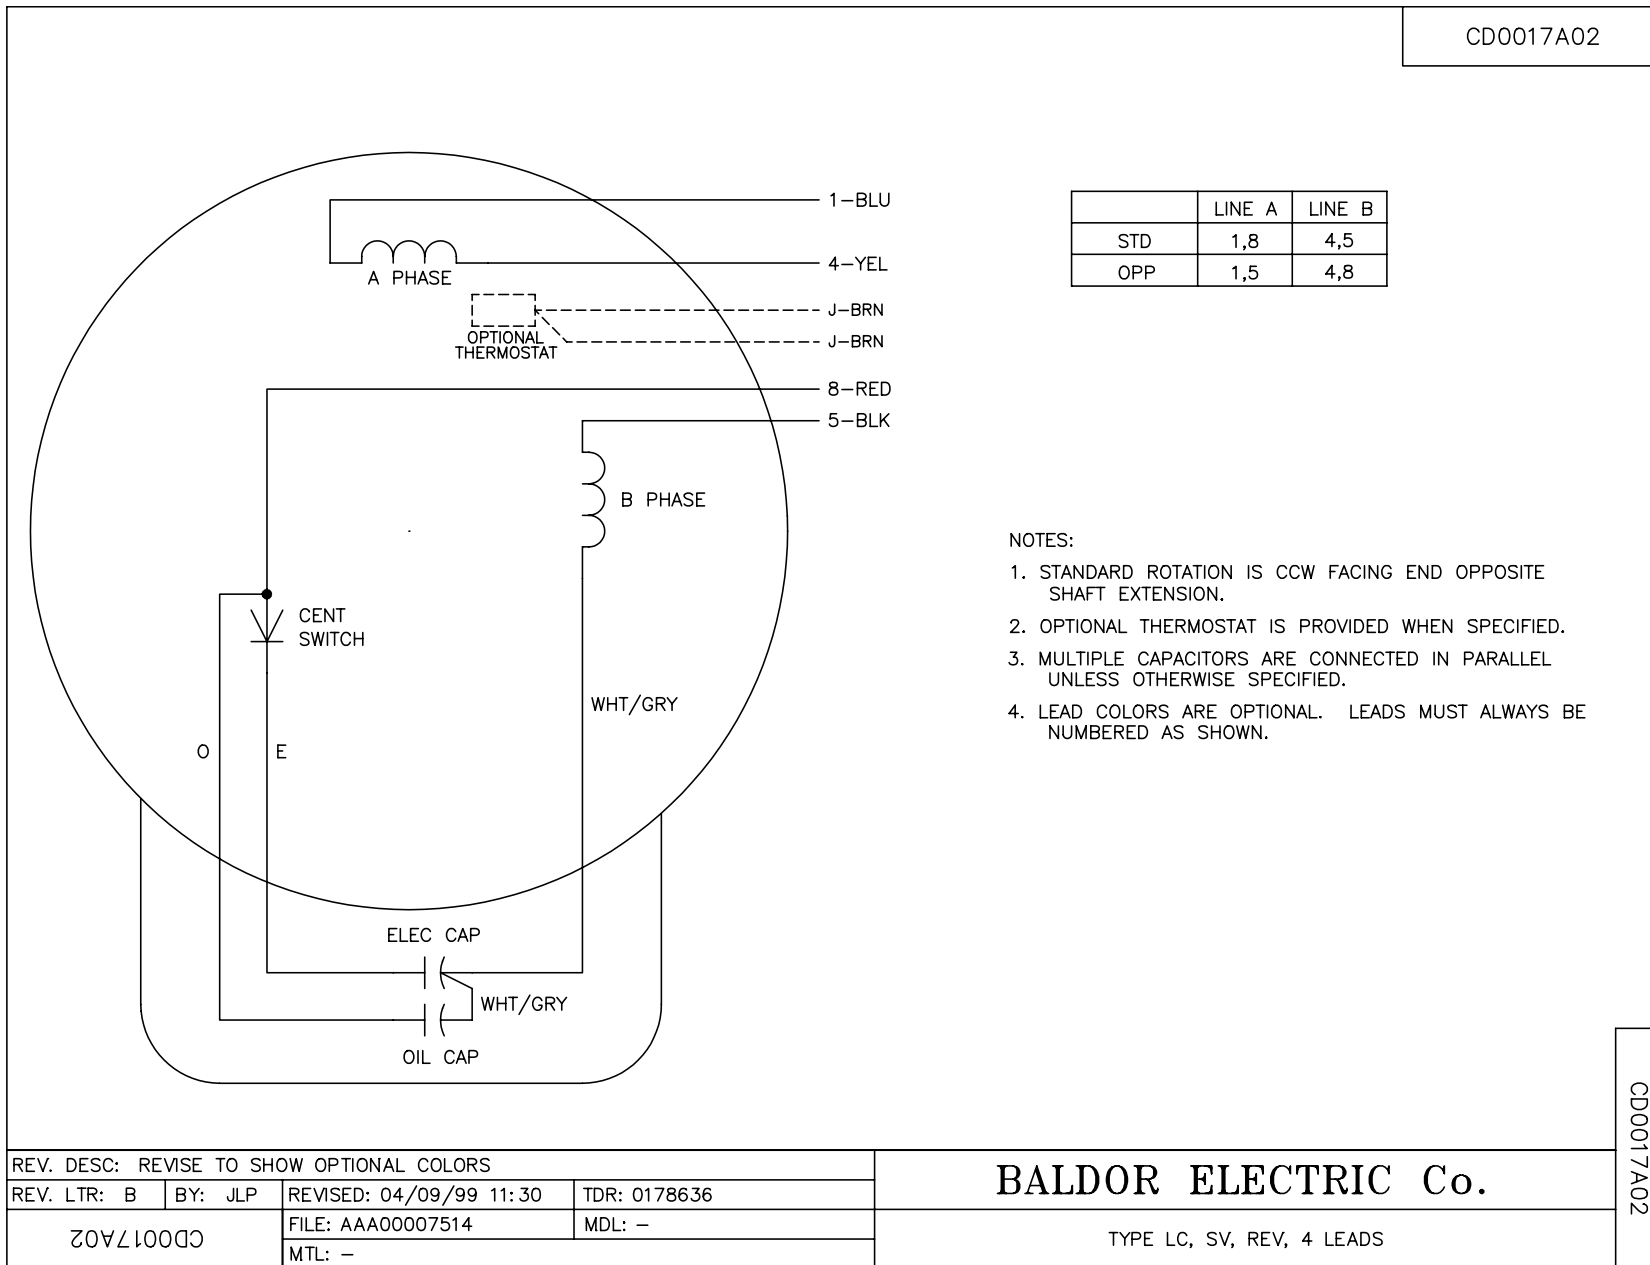 CD0017A02
1-BLU
4-YEL
A PHASE
J-BRN
OPTIONAL
THERMOSTAT
J-BRN
8-RED
5-BLK
B PHASE
CENT
SWITCH
WHT/GRY
O E
ELEC CAP
WHT/GRY
OIL CAP
LINE A LINE B
STD 1,8 4,5
OPP 1,5 4,8
NOTES:
1. STANDARD ROTATION IS CCW FACING END OPPOSITE
SHAFT EXTENSION.
2. OPTIONAL THERMOSTAT IS PROVIDED WHEN SPECIFIED.
3. MULTIPLE CAPACITORS ARE CONNECTED IN PARALLEL
UNLESS OTHERWISE SPECIFIED.
4. LEAD COLORS ARE OPTIONAL. LEADS MUST ALWAYS BE
NUMBERED AS SHOWN.
CD0017A02
REV. DESC: REVISE TO SHOW OPTIONAL COLORS
REV. LTR: B BY: JLP REVISED: 04/09/99 11:30 TDR: 0178636
CD0017A02
FILE: AAA00007514 MDL: -
MTL: -
BALDOR ELECTRIC Co.
TYPE LC, SV, REV, 4 LEADS